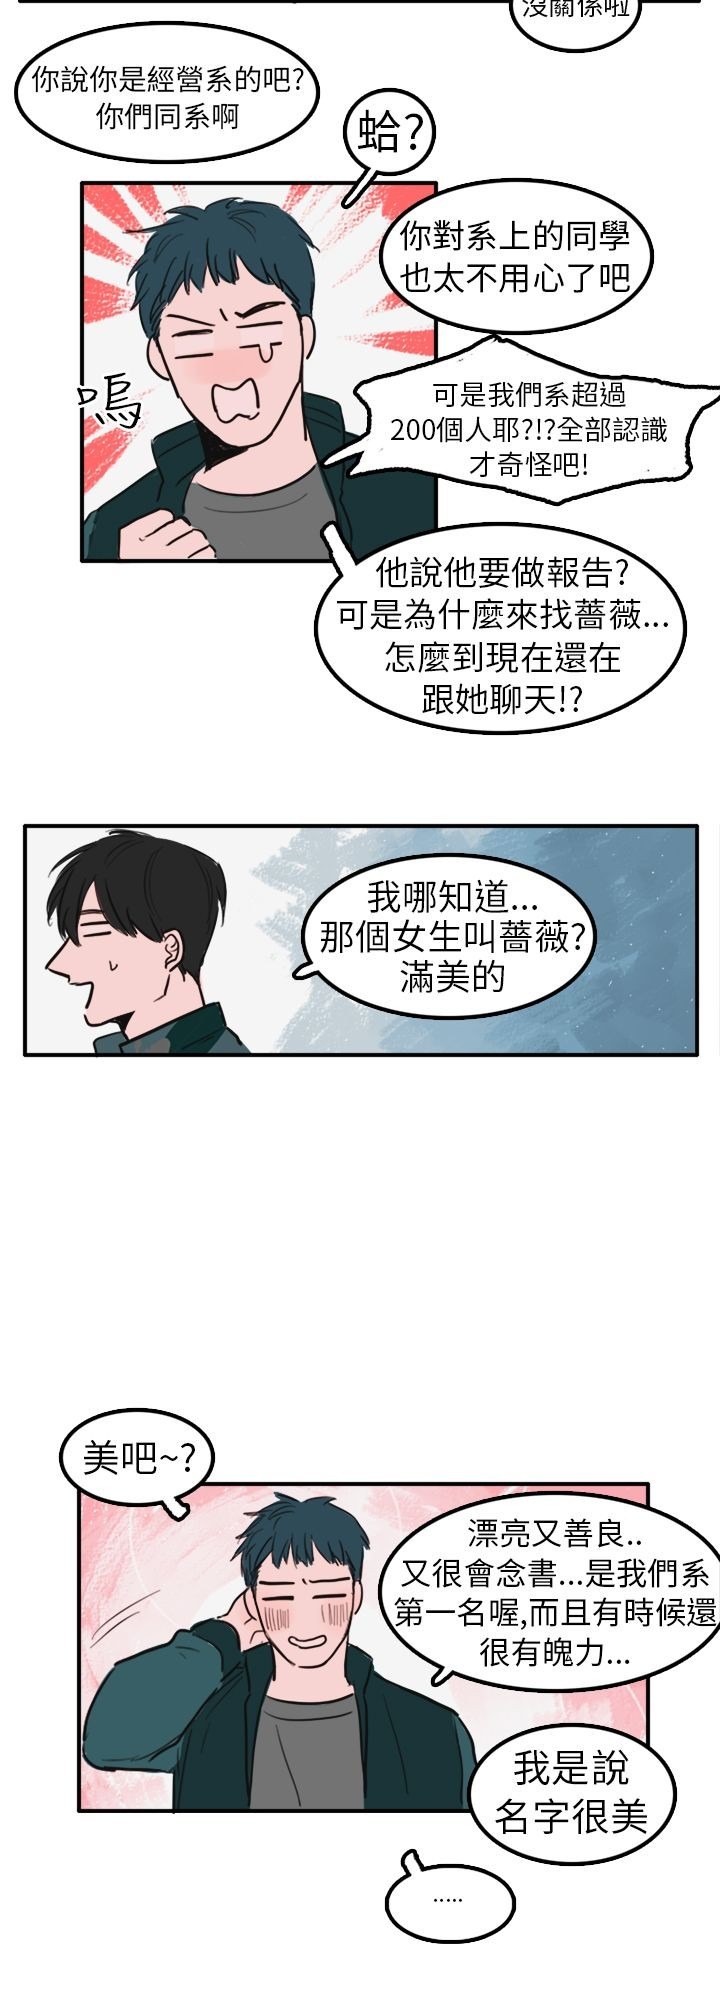 沒關係啦
你說你是經營系的吧?
你們同系啊
蛤?
你對系上的同學
也太不用心了吧
嗚
可是我們系超過
200個人耶?!?全部認識
才奇怪吧!
他說他要做報告?
可是為什麼來找薔薇...
怎麼到現在還在
跟她聊天!?
我哪知道...
那個女生叫薔薇?
滿美的
美吧~?
漂亮又善良..
又很會念書...是我們系
第一名喔,而且有時候還
很有魄力...
我是說
名字很美
.....